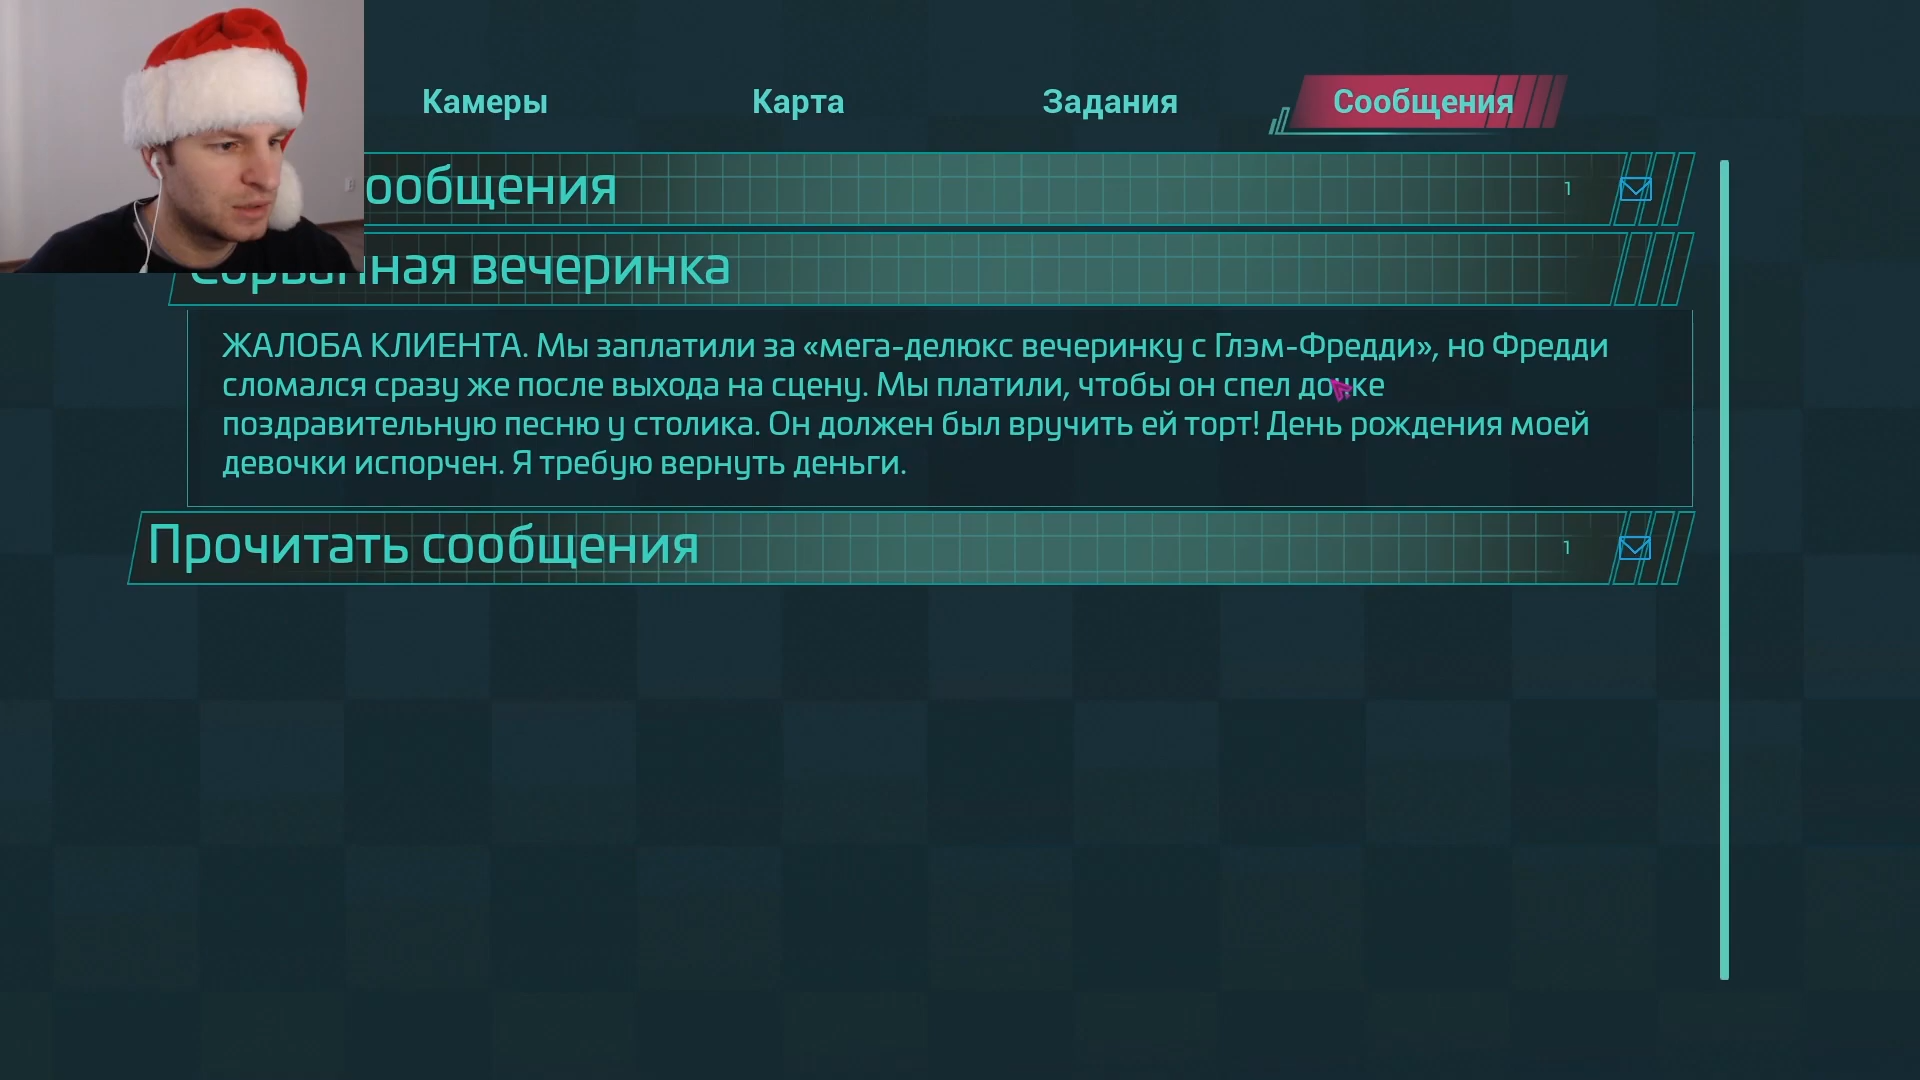 Камеры Карта Задания Сообщения
ообщения 1
нная вечеринка
ЖАЛОБА КЛИЕНТА. Мы заплатили за «мега-делюкс вечеринку с Глэм-Фредди», но Фредди
сломался сразу же после выхода на сцену. Мы платили, чтобы он спел дочке
поздравительную песню у столика. Он должен был вручить ей торт! День рождения моей
девочки испорчен. Я требую вернуть деньги.
Прочитать сообщения 1